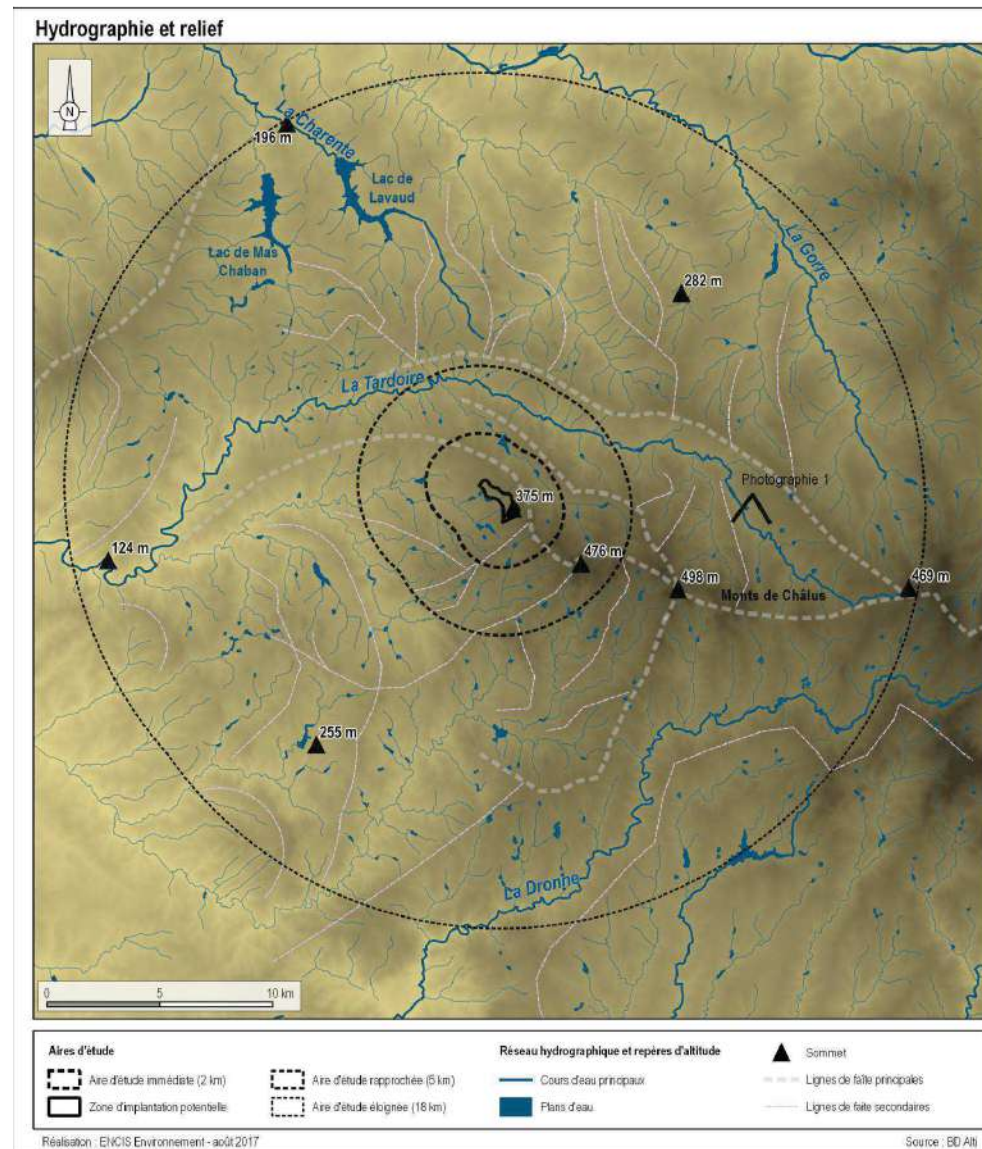 Hydrographie et relief
N
La Charente
196 m
Lac de
Lavaud
Lac de Mas
Chaban
La Gorre
282 m
La Tardoire
Photographie 1
375 m
124 m
476 m
498 m
469 m
Monts de Châlus
255 m
La Dronne
0 5 10 km
Aires d'étude
Aire d'étude immédiate (2 km)
Zone d'implantation potentielle
Aire d'étude rapprochée (5 km)
Aire d'étude éloignée (18 km)
Réseau hydrographique et repères d'altitude
Cours d'eau principaux
Plans d'eau
Sommet
Lignes de faîte principales
Lignes de faite secondaires
Réalisation : ENCIS Environnement - août 2017
Source : BD Alti